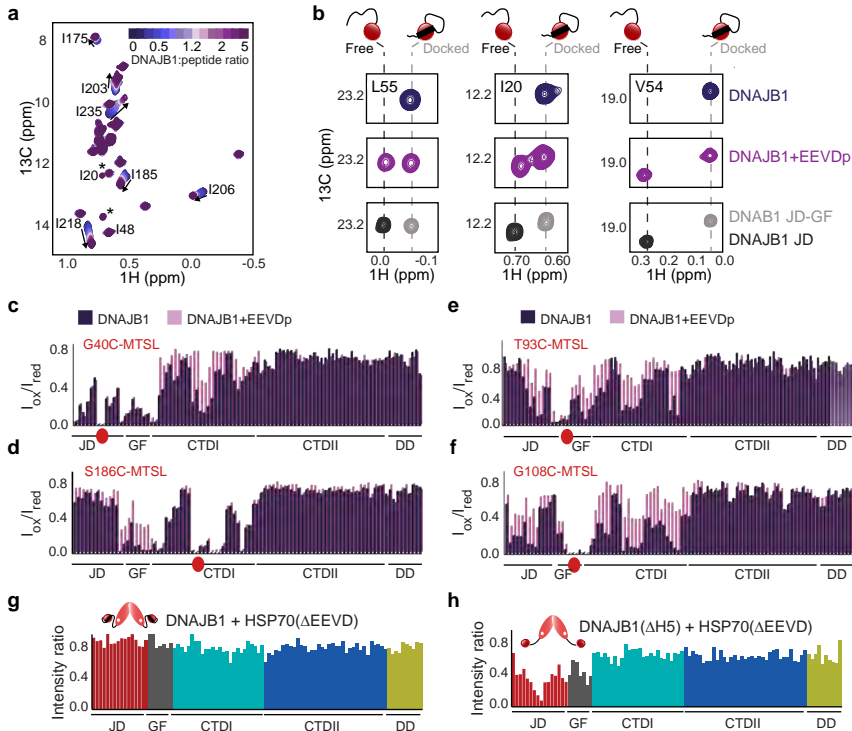 a
I175
0 0.5 1.2 2 5
DNAJB1:peptide ratio
I203
I235
I20
*
I185
I206
*
I218
I48
8
10
12
14
13C (ppm)
1.0 0.5 0 -0.5
1H (ppm)
b
Free Docked Free Docked Free Docked
L55 I20 V54
23.2 12.2 19.0 DNAJB1
23.2 12.2 19.0 DNAJB1+EEVDp
23.2 12.2 19.0 DNAB1 JD-GF
DNAJB1 JD
13C (ppm)
0.0 -0.1 0.70 0.60 0.3 0.2 0.1 0.0
1H (ppm) 1H (ppm) 1H (ppm)
c
DNAJB1 DNAJB1+EEVDp
G40C-MTSL
0.8
0.4
0.0
Iox/Ired
JD GF CTDI CTDII DD
d
S186C-MTSL
0.8
0.4
0.0
Iox/Ired
JD GF CTDI CTDII DD
e
DNAJB1 DNAJB1+EEVDp
T93C-MTSL
0.8
0.4
0.0
Iox/Ired
JD GF CTDI CTDII DD
f
G108C-MTSL
0.8
0.4
0.0
Iox/Ired
JD GF CTDI CTDII DD
g
DNAJB1 + HSP70(ΔEEVD)
0.8
0.4
0.0
Intensity ratio
JD GF CTDI CTDII DD
h
DNAJB1(ΔH5) + HSP70(ΔEEVD)
0.8
0.4
0.0
Intensity ratio
JD GF CTDI CTDII DD